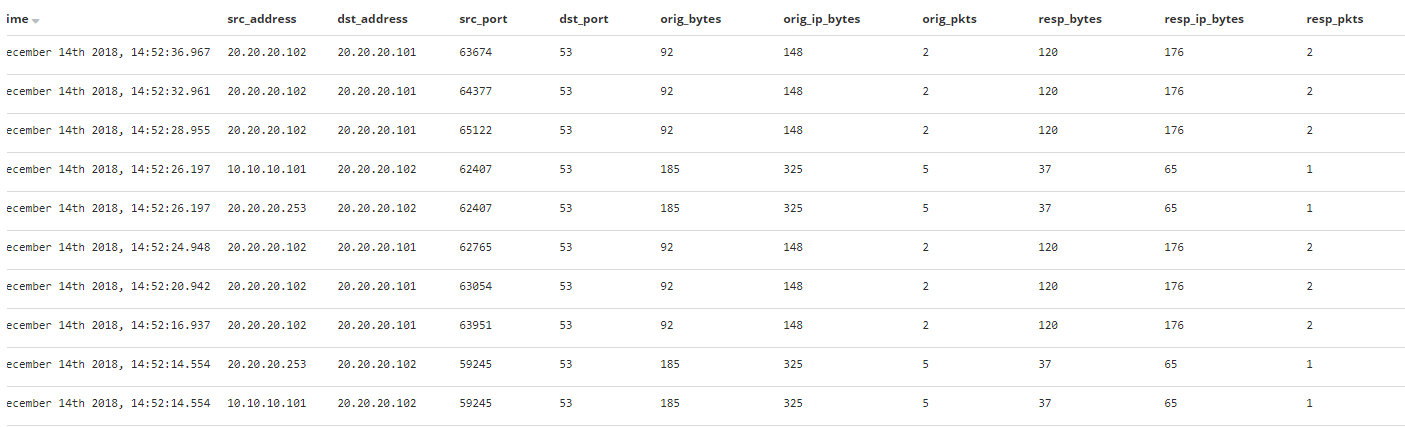 ime src_address dst_address src_port dst_port orig_bytes orig_ip_bytes orig_pkts resp_bytes resp_ip_bytes resp_pkts
ecember 14th 2018, 14:52:36.967 20.20.20.102 20.20.20.101 63674 53 92 148 2 120 176 2
ecember 14th 2018, 14:52:32.961 20.20.20.102 20.20.20.101 64377 53 92 148 2 120 176 2
ecember 14th 2018, 14:52:28.955 20.20.20.102 20.20.20.101 65122 53 92 148 2 120 176 2
ecember 14th 2018, 14:52:26.197 10.10.10.101 20.20.20.102 62407 53 185 325 5 37 65 1
ecember 14th 2018, 14:52:26.197 20.20.20.253 20.20.20.102 62407 53 185 325 5 37 65 1
ecember 14th 2018, 14:52:24.948 20.20.20.102 20.20.20.101 62765 53 92 148 2 120 176 2
ecember 14th 2018, 14:52:20.942 20.20.20.102 20.20.20.101 63054 53 92 148 2 120 176 2
ecember 14th 2018, 14:52:16.937 20.20.20.102 20.20.20.101 63951 53 92 148 2 120 176 2
ecember 14th 2018, 14:52:14.554 20.20.20.253 20.20.20.102 59245 53 185 325 5 37 65 1
ecember 14th 2018, 14:52:14.554 10.10.10.101 20.20.20.102 59245 53 185 325 5 37 65 1